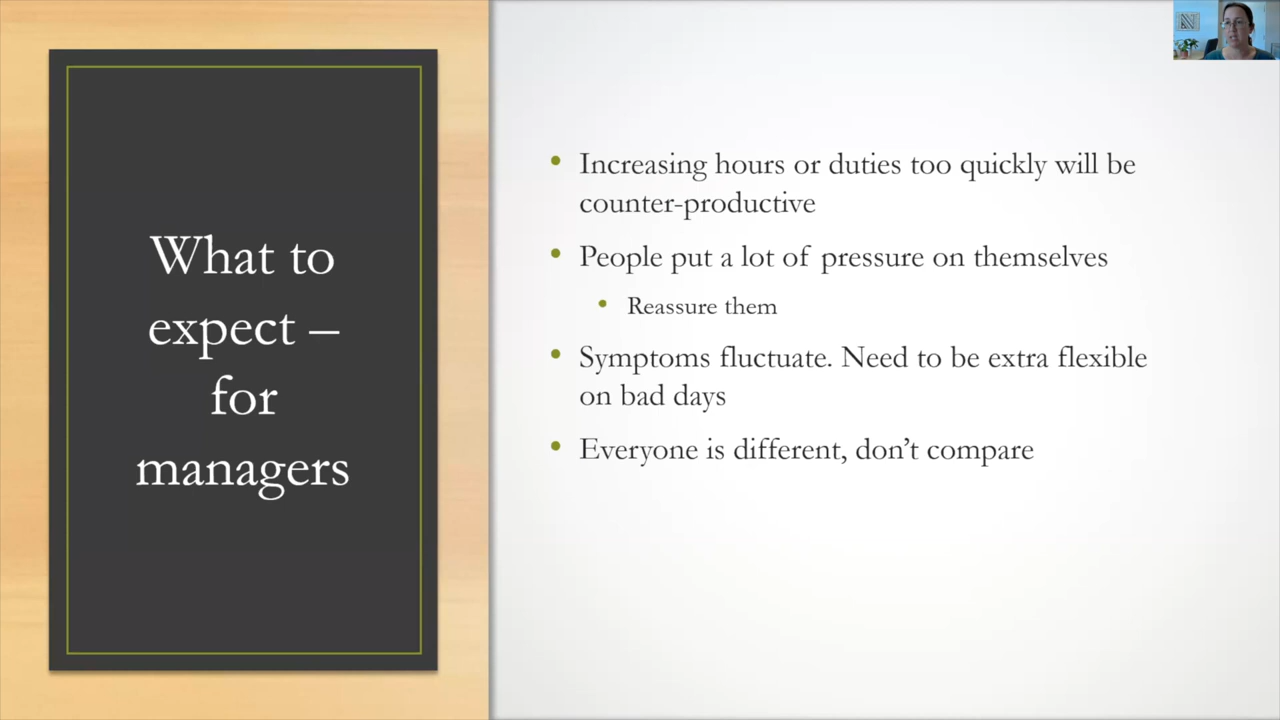 What to
expect –
for
managers
• Increasing hours or duties too quickly will be
counter-productive
• People put a lot of pressure on themselves
• Reassure them
• Symptoms fluctuate. Need to be extra flexible
on bad days
• Everyone is different, don’t compare